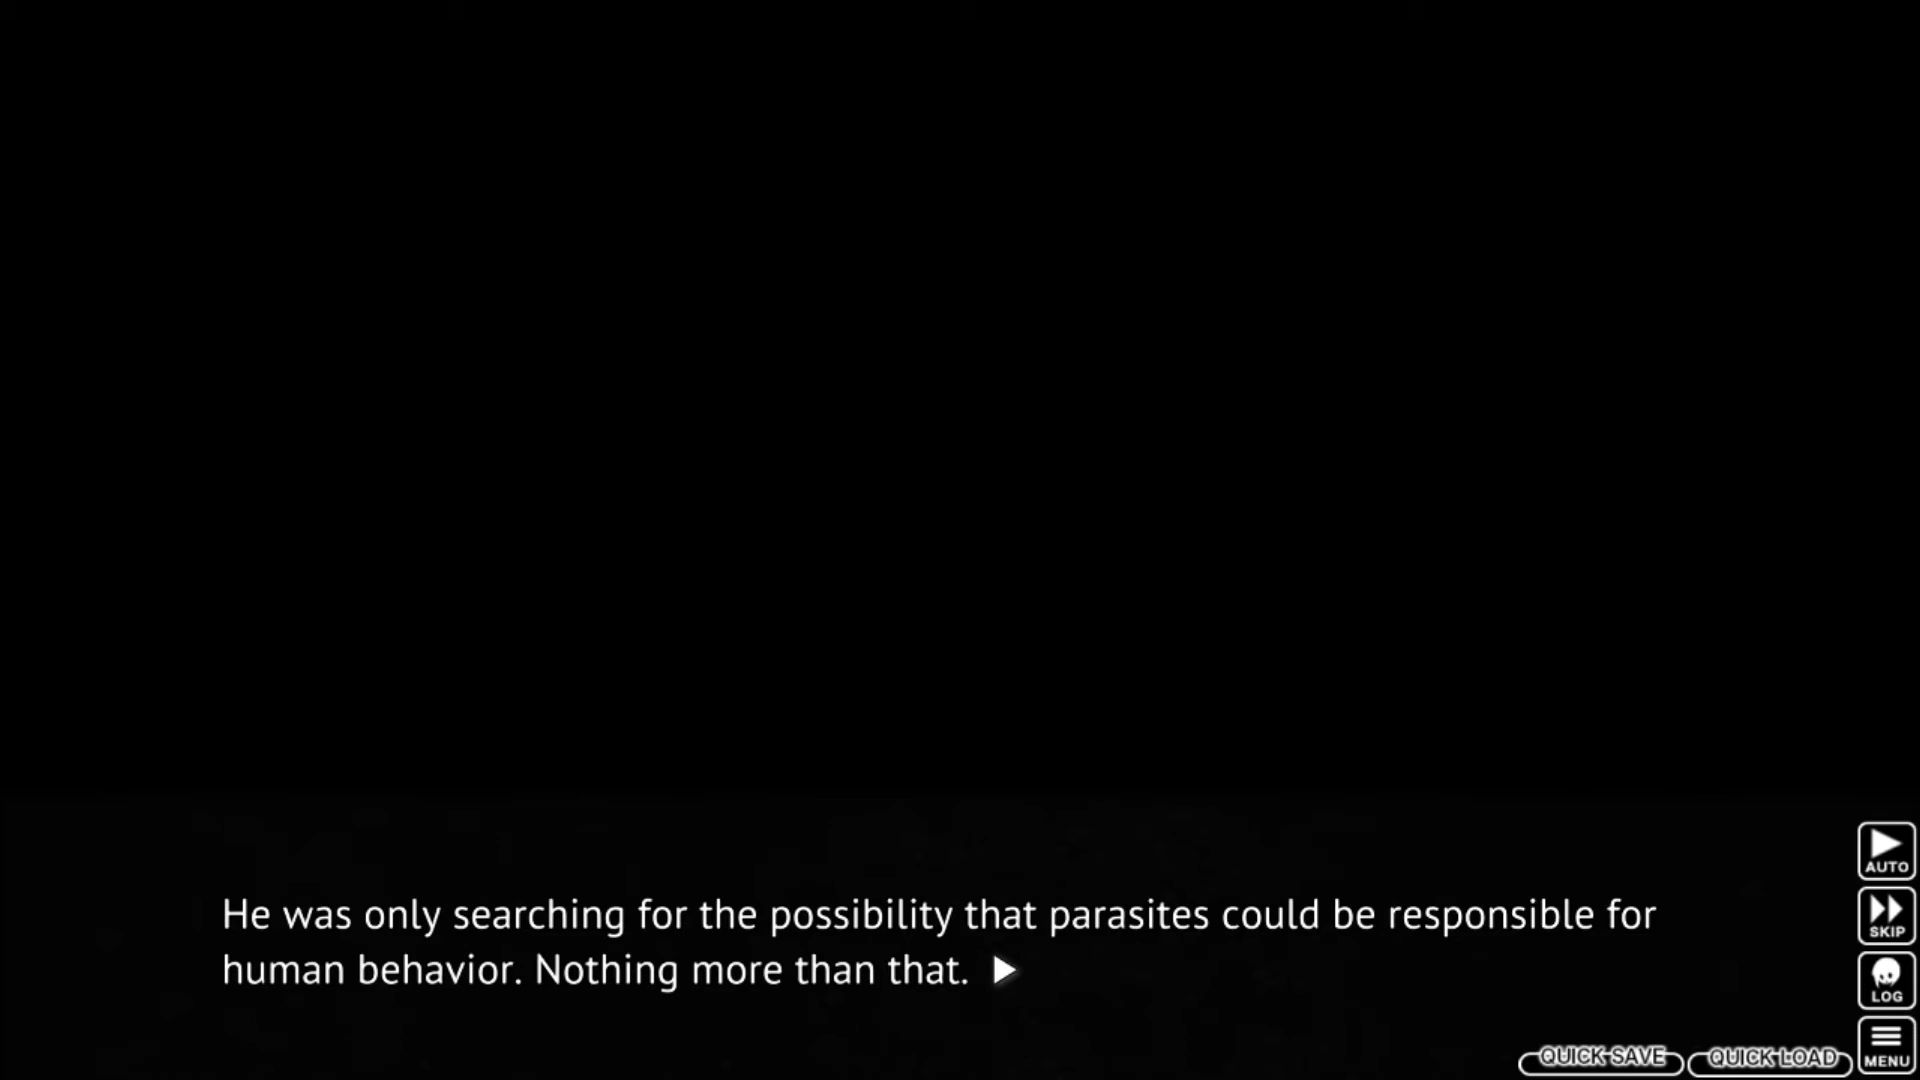 He was only searching for the possibility that parasites could be responsible for
human behavior. Nothing more than that.
AUTO
SKIP
LOG
MENU
QUICK SAVE
QUICK LOAD